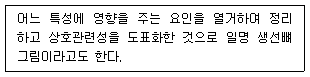 어느 특성에 영향을 주는 요인을 열거하여 정리
하고 상호관련성을 도표화한 것으로 일명 생선뼈
그림이라고도 한다.